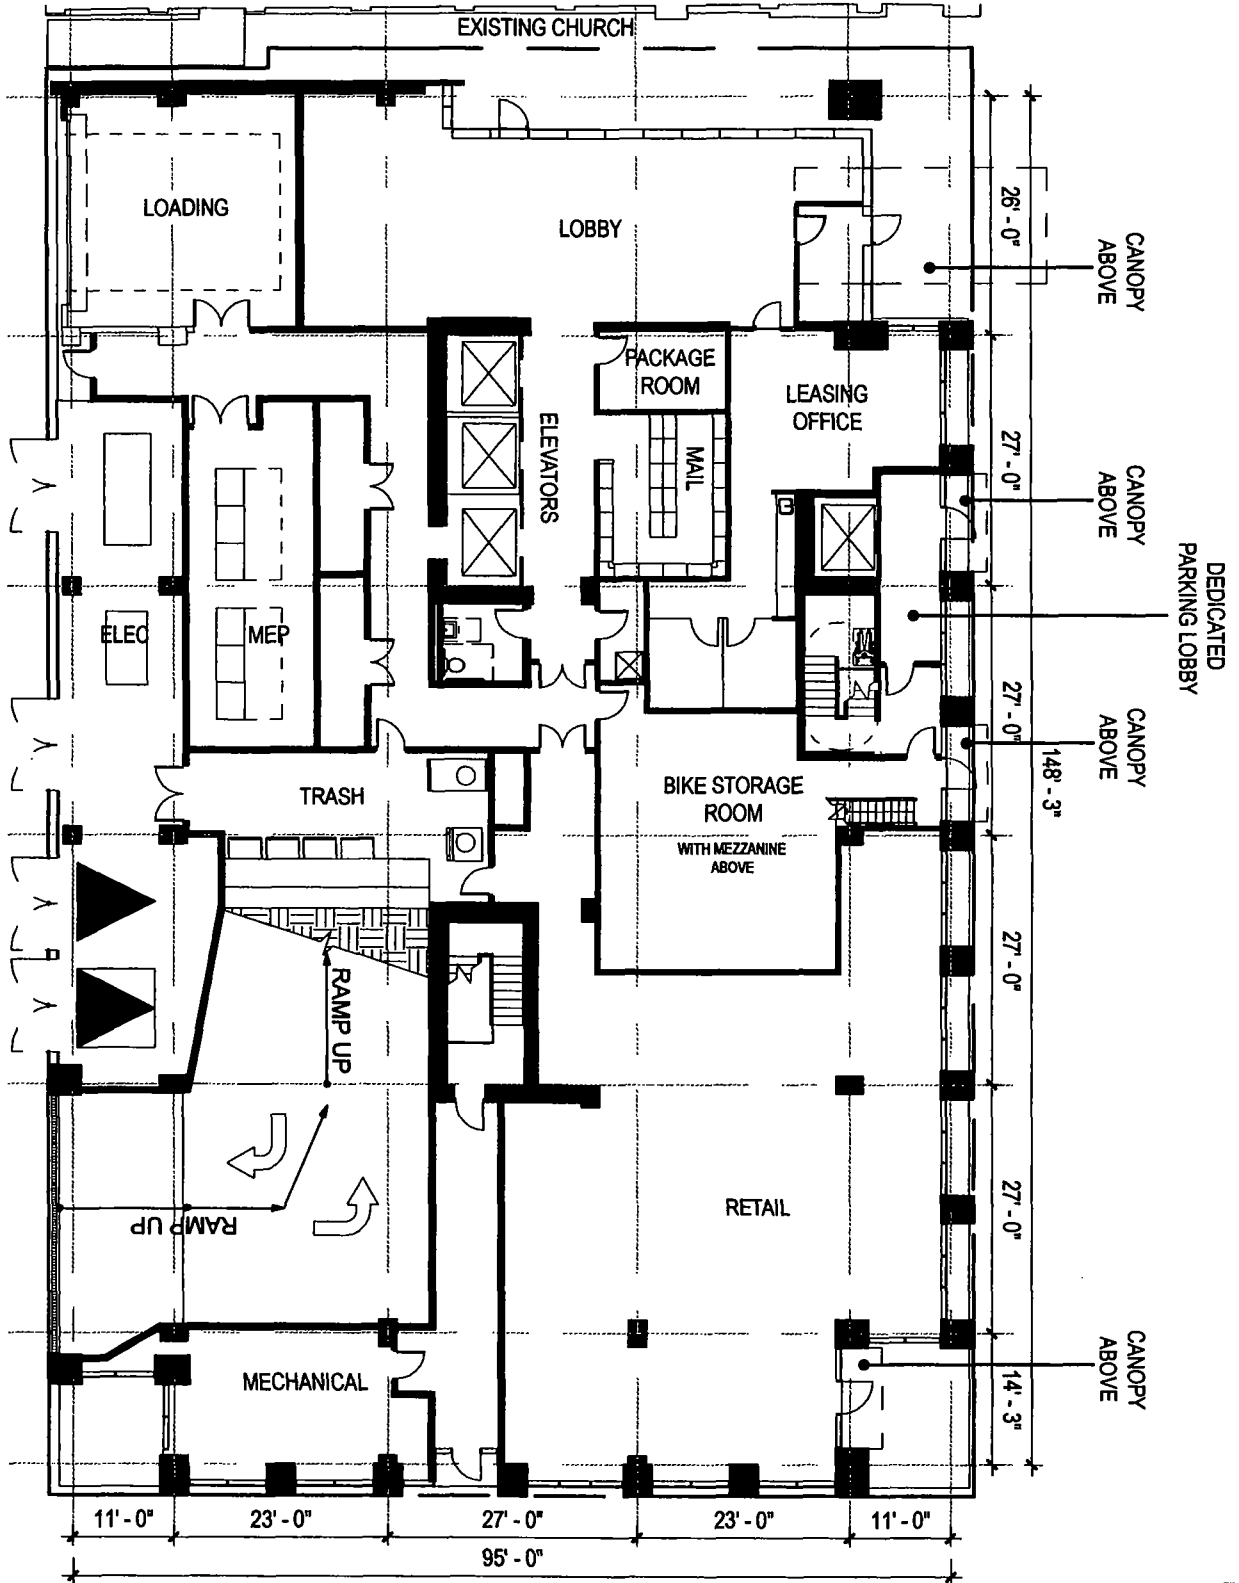 EXISTING CHURCH
LOADING
LOBBY
26' - 0"
CANOPY
ABOVE
PACKAGE
ROOM
LEASING
OFFICE
ELEVATORS
MAIL
27' - 0"
CANOPY
ABOVE
DEDICATED
PARKING LOBBY
ELEC
MEP
27' - 0"
CANOPY
ABOVE
148' - 3"
TRASH
BIKE STORAGE
ROOM
WITH MEZZANINE
ABOVE
27' - 0"
RAMP UP
RAMP UP
RETAIL
27' - 0"
MECHANICAL
CANOPY
ABOVE
14' - 3"
11' - 0"
23' - 0"
27' - 0"
23' - 0"
11' - 0"
95' - 0"